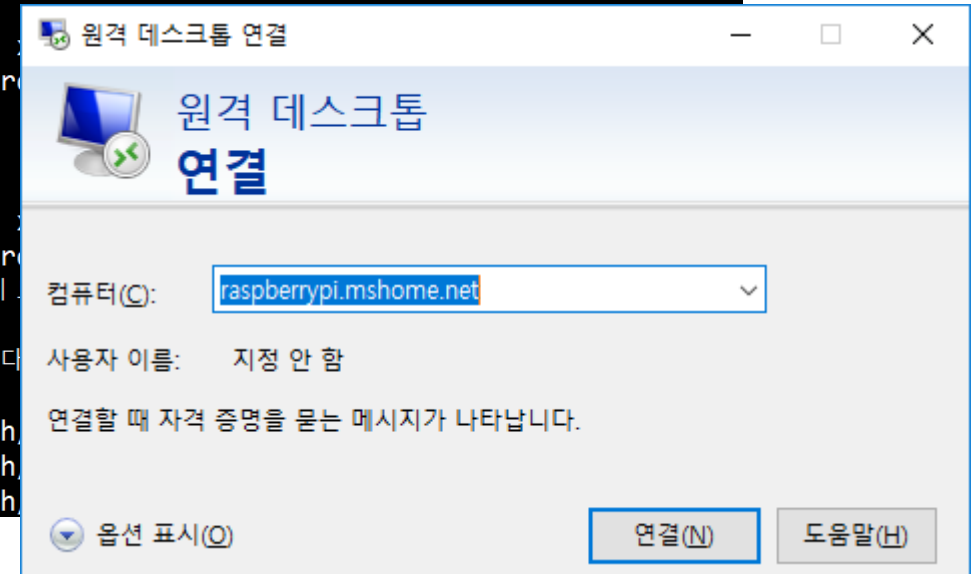 원격 데스크톱 연결
원격 데스크톱
연결
컴퓨터(C): raspberrypi.mshome.net
사용자 이름: 지정 안 함
연결할 때 자격 증명을 묻는 메시지가 나타납니다.
옵션 표시(O) 연결(N) 도움말(H)